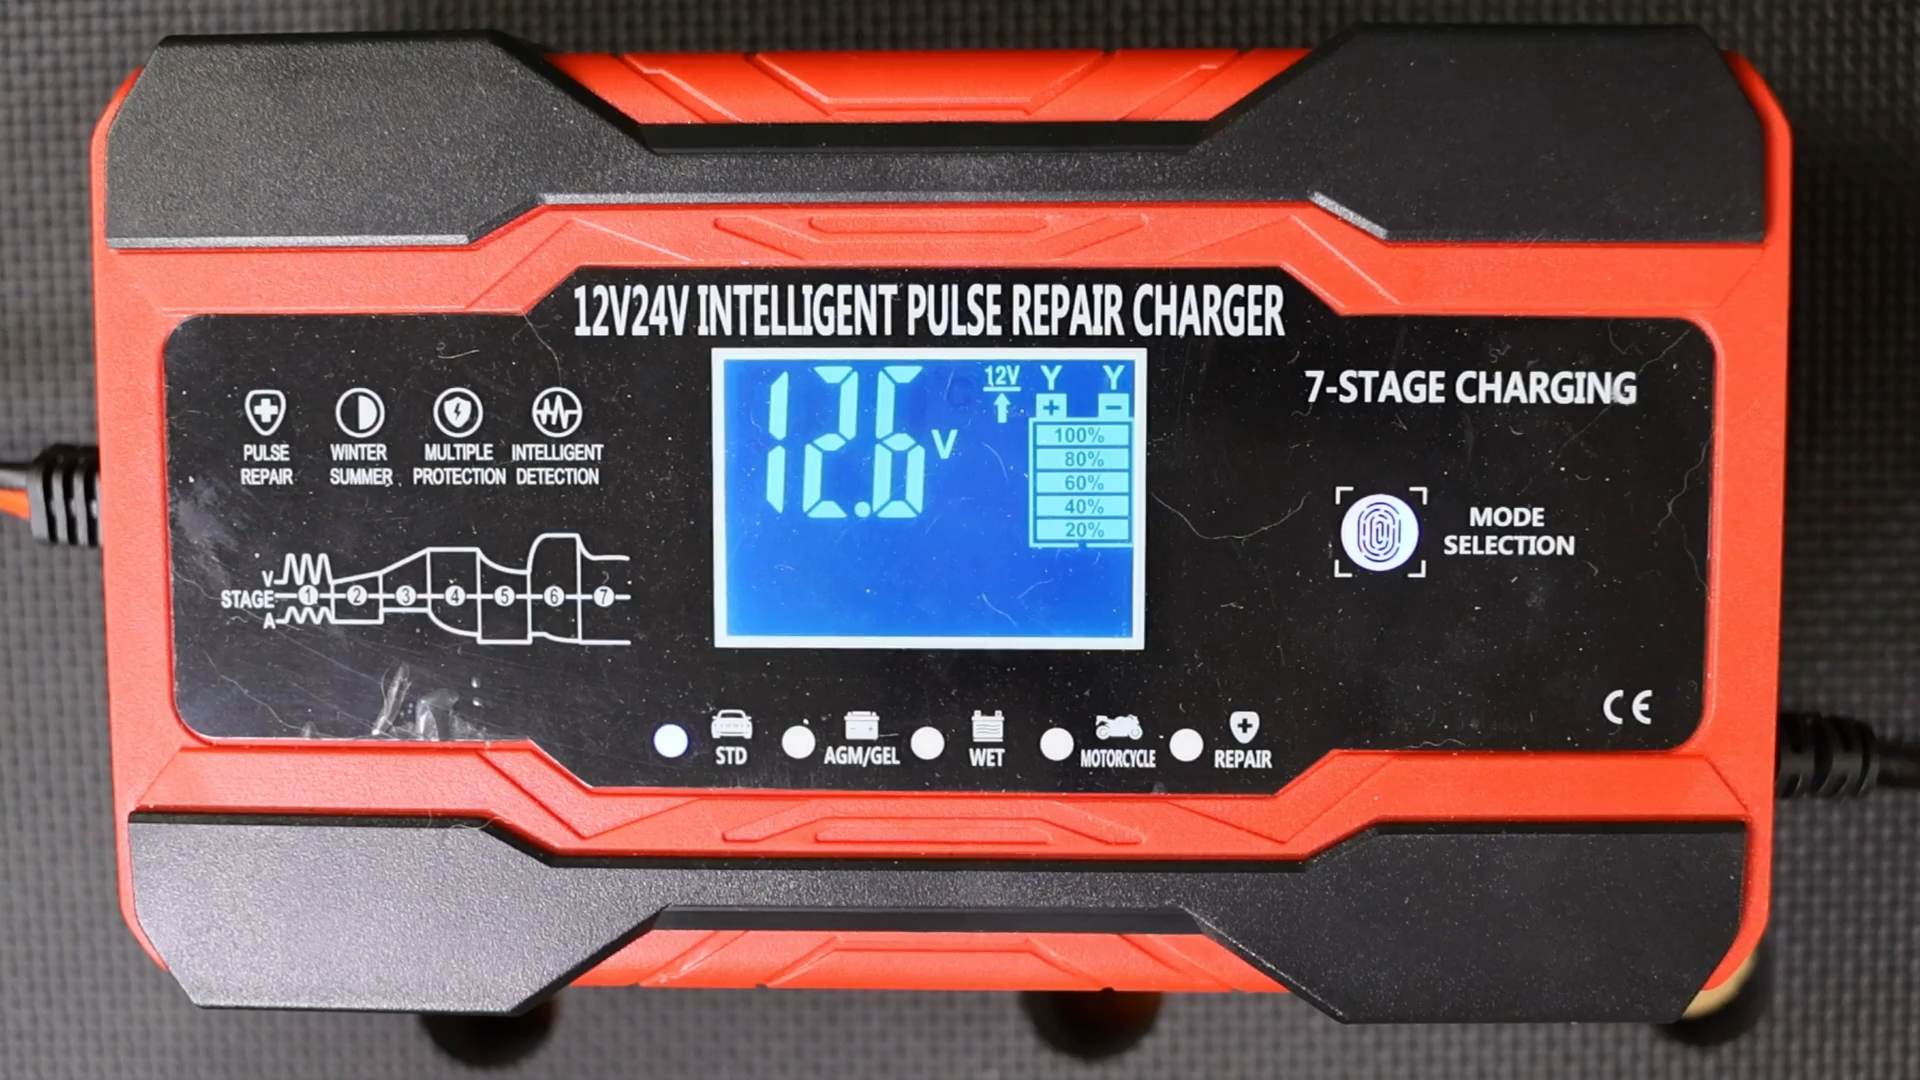 12V24V INTELLIGENT PULSE REPAIR CHARGER
PULSE REPAIR
WINTER SUMMER
MULTIPLE PROTECTION
INTELLIGENT DETECTION
V
STAGE 1 2 3 4 5 6 7
A
12.6 V
12V
+ −
100%
80%
60%
40%
20%
7-STAGE CHARGING
MODE SELECTION
CE
STD
AGM/GEL
WET
MOTORCYCLE
REPAIR